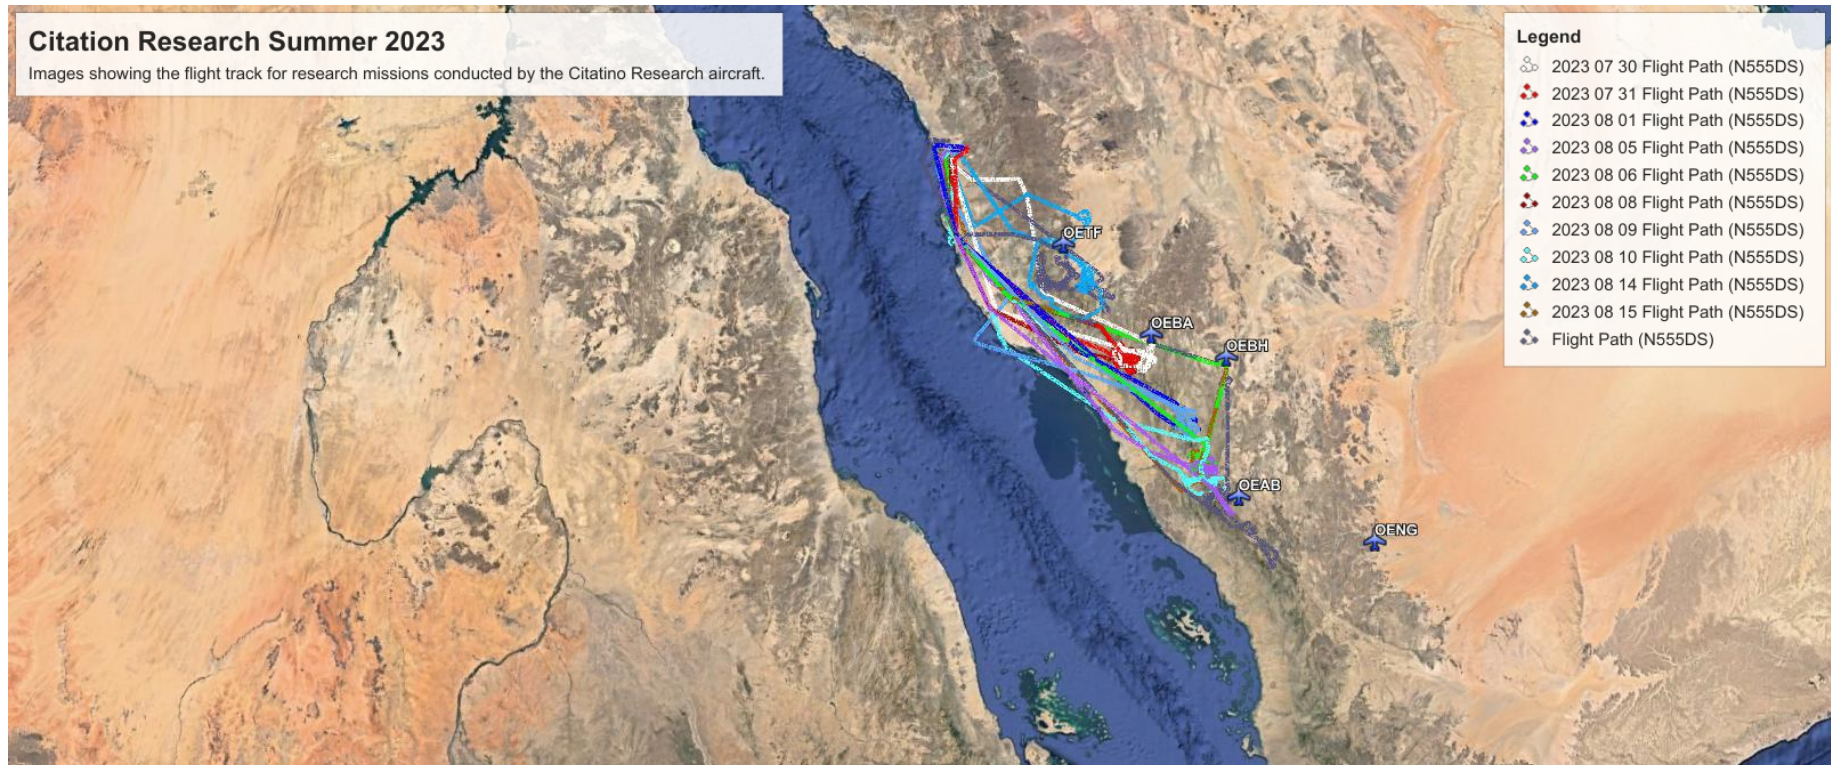 Citation Research Summer 2023
Images showing the flight track for research missions conducted by the Citatino Research aircraft.
Legend
2023 07 30 Flight Path (N555DS)
2023 07 31 Flight Path (N555DS)
2023 08 01 Flight Path (N555DS)
2023 08 05 Flight Path (N555DS)
2023 08 06 Flight Path (N555DS)
2023 08 08 Flight Path (N555DS)
2023 08 09 Flight Path (N555DS)
2023 08 10 Flight Path (N555DS)
2023 08 14 Flight Path (N555DS)
2023 08 15 Flight Path (N555DS)
Flight Path (N555DS)
OETF
OEBA
OEBH
OEAB
OENG